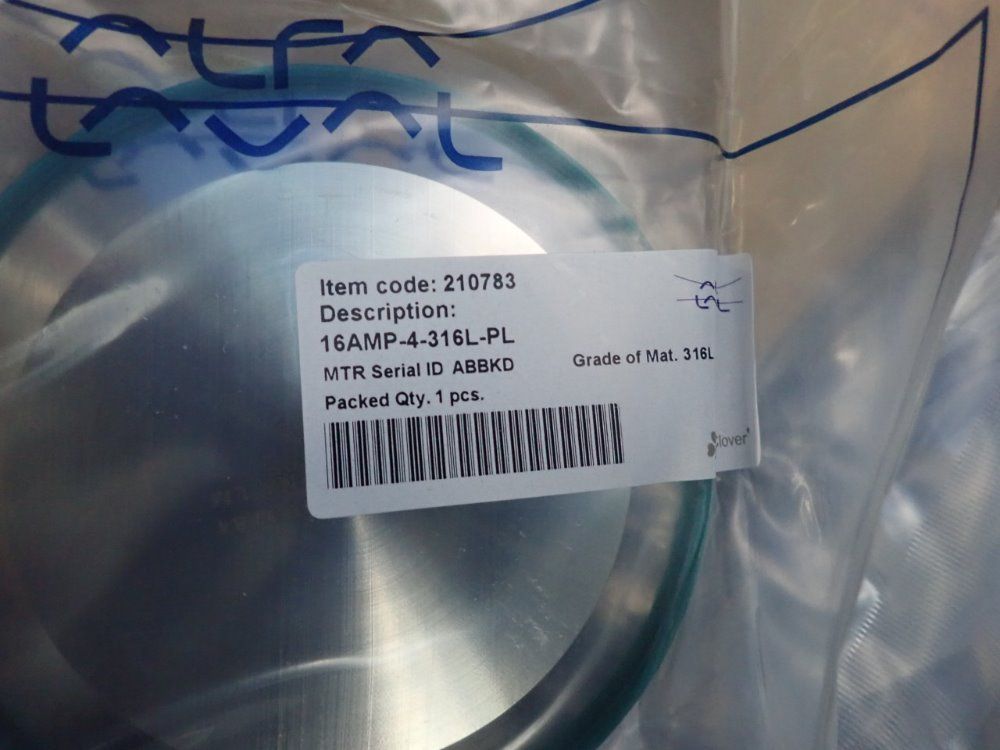 ALFA
LAVAL
Item code: 210783
Description:
16AMP-4-316L-PL
MTR Serial ID ABBKD
Grade of Mat. 316L
Packed Qty. 1 pcs.
lover